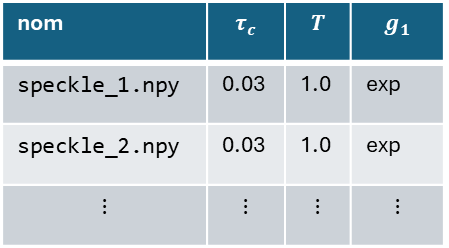 nom τ_c T g_1
speckle_1.npy 0.03 1.0 exp
speckle_2.npy 0.03 1.0 exp
⋮ ⋮ ⋮ ⋮